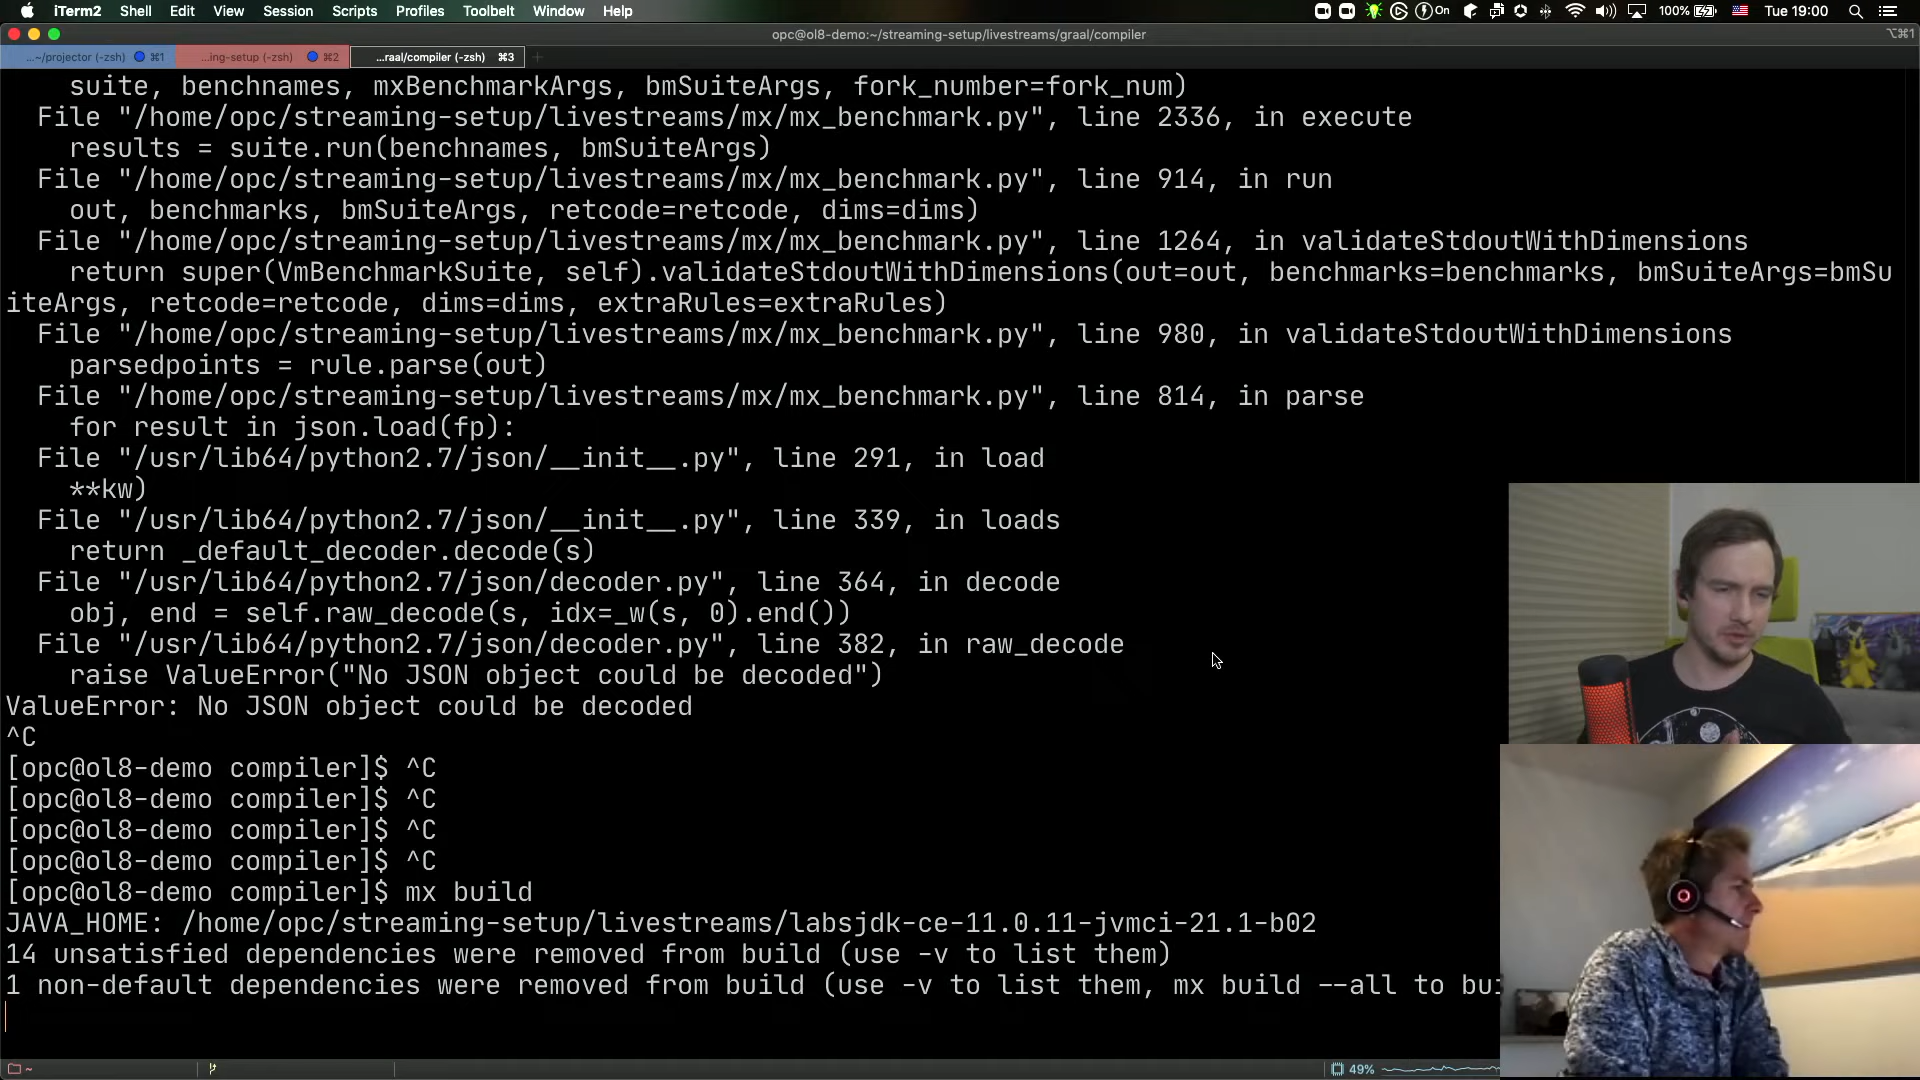 iTerm2 Shell Edit View Session Scripts Profiles Toolbelt Window Help On 100% Tue 19:00
opc@ol8-demo:~/streaming-setup/livestreams/graal/compiler ⌥⌘1
...~/projector (-zsh) ⌘1 ...ing-setup (-zsh) ⌘2 ...raal/compiler (-zsh) ⌘3 +
suite, benchnames, mxBenchmarkArgs, bmSuiteArgs, fork_number=fork_num)
File "/home/opc/streaming-setup/livestreams/mx/mx_benchmark.py", line 2336, in execute
results = suite.run(benchnames, bmSuiteArgs)
File "/home/opc/streaming-setup/livestreams/mx/mx_benchmark.py", line 914, in run
out, benchmarks, bmSuiteArgs, retcode=retcode, dims=dims)
File "/home/opc/streaming-setup/livestreams/mx/mx_benchmark.py", line 1264, in validateStdoutWithDimensions
return super(VmBenchmarkSuite, self).validateStdoutWithDimensions(out=out, benchmarks=benchmarks, bmSuiteArgs=bmSu
iteArgs, retcode=retcode, dims=dims, extraRules=extraRules)
File "/home/opc/streaming-setup/livestreams/mx/mx_benchmark.py", line 980, in validateStdoutWithDimensions
parsedpoints = rule.parse(out)
File "/home/opc/streaming-setup/livestreams/mx/mx_benchmark.py", line 814, in parse
for result in json.load(fp):
File "/usr/lib64/python2.7/json/__init__.py", line 291, in load
**kw)
File "/usr/lib64/python2.7/json/__init__.py", line 339, in loads
return _default_decoder.decode(s)
File "/usr/lib64/python2.7/json/decoder.py", line 364, in decode
obj, end = self.raw_decode(s, idx=_w(s, 0).end())
File "/usr/lib64/python2.7/json/decoder.py", line 382, in raw_decode
raise ValueError("No JSON object could be decoded")
ValueError: No JSON object could be decoded
^C
[opc@ol8-demo compiler]$ ^C
[opc@ol8-demo compiler]$ ^C
[opc@ol8-demo compiler]$ ^C
[opc@ol8-demo compiler]$ ^C
[opc@ol8-demo compiler]$ mx build
JAVA_HOME: /home/opc/streaming-setup/livestreams/labsjdk-ce-11.0.11-jvmci-21.1-b02
14 unsatisfied dependencies were removed from build (use -v to list them)
1 non-default dependencies were removed from build (use -v to list them, mx build --all to bui
~ 49%